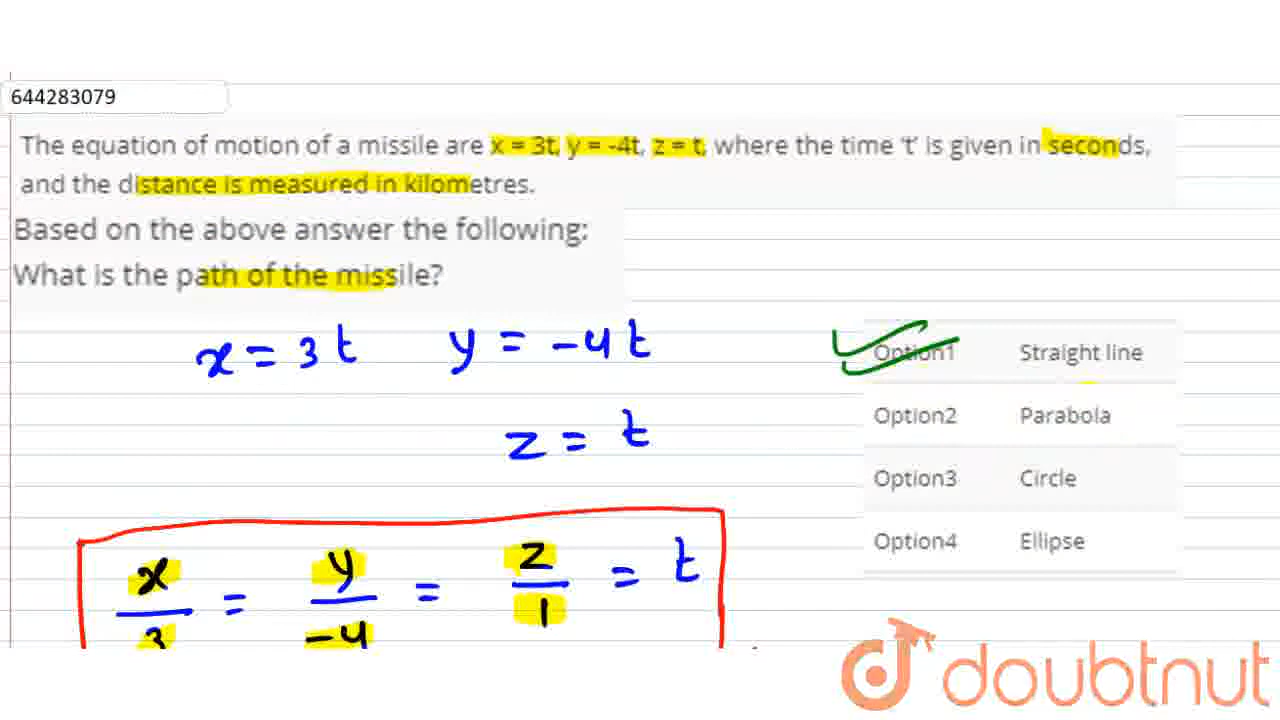 644283079
The equation of motion of a missile are x = 3t, y = -4t, z = t, where the time 't' is given in seconds,
and the distance is measured in kilometres.
Based on the above answer the following:
What is the path of the missile?
x = 3t y = -4t
z = t
Option1 Straight line
Option2 Parabola
Option3 Circle
Option4 Ellipse
x/3 = y/-4 = z/1 = t
doubtnut